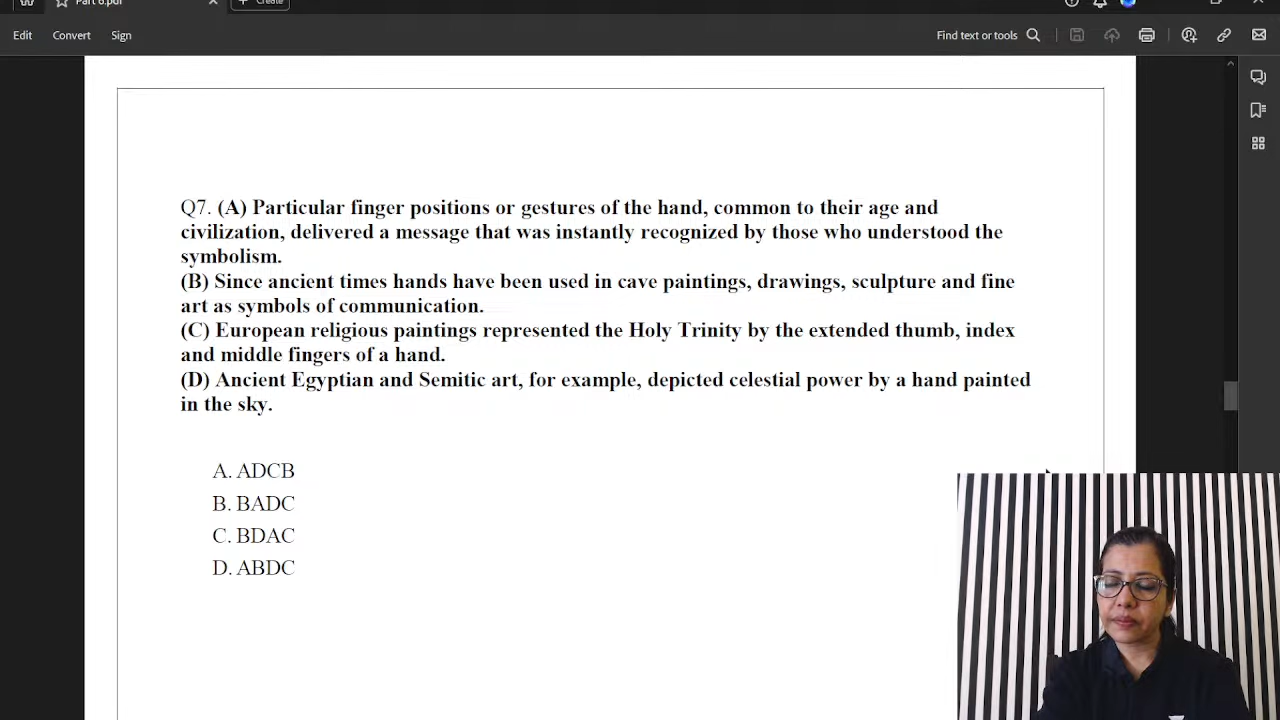 Part 6.pdf
Create
Edit Convert Sign
Find text or tools
Q7. (A) Particular finger positions or gestures of the hand, common to their age and
civilization, delivered a message that was instantly recognized by those who understood the
symbolism.
(B) Since ancient times hands have been used in cave paintings, drawings, sculpture and fine
art as symbols of communication.
(C) European religious paintings represented the Holy Trinity by the extended thumb, index
and middle fingers of a hand.
(D) Ancient Egyptian and Semitic art, for example, depicted celestial power by a hand painted
in the sky.
A. ADCB
B. BADC
C. BDAC
D. ABDC